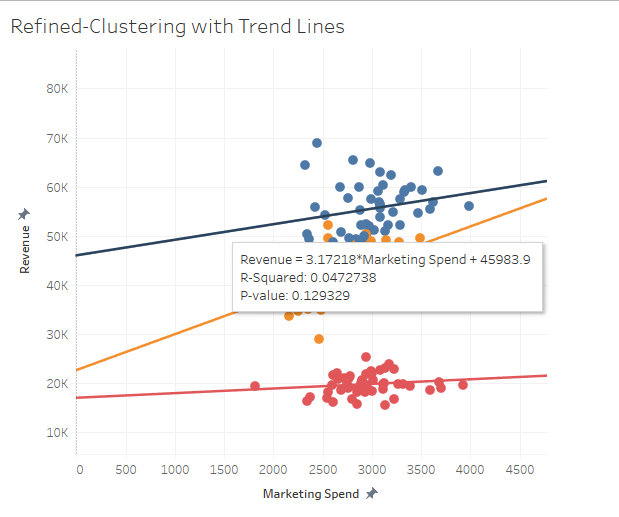 Refined-Clustering with Trend Lines
80K
70K
60K
50K
40K
30K
20K
10K
Revenue
Revenue = 3.17218*Marketing Spend + 45983.9
R-Squared: 0.0472738
P-value: 0.129329
0 500 1000 1500 2000 2500 3000 3500 4000 4500
Marketing Spend